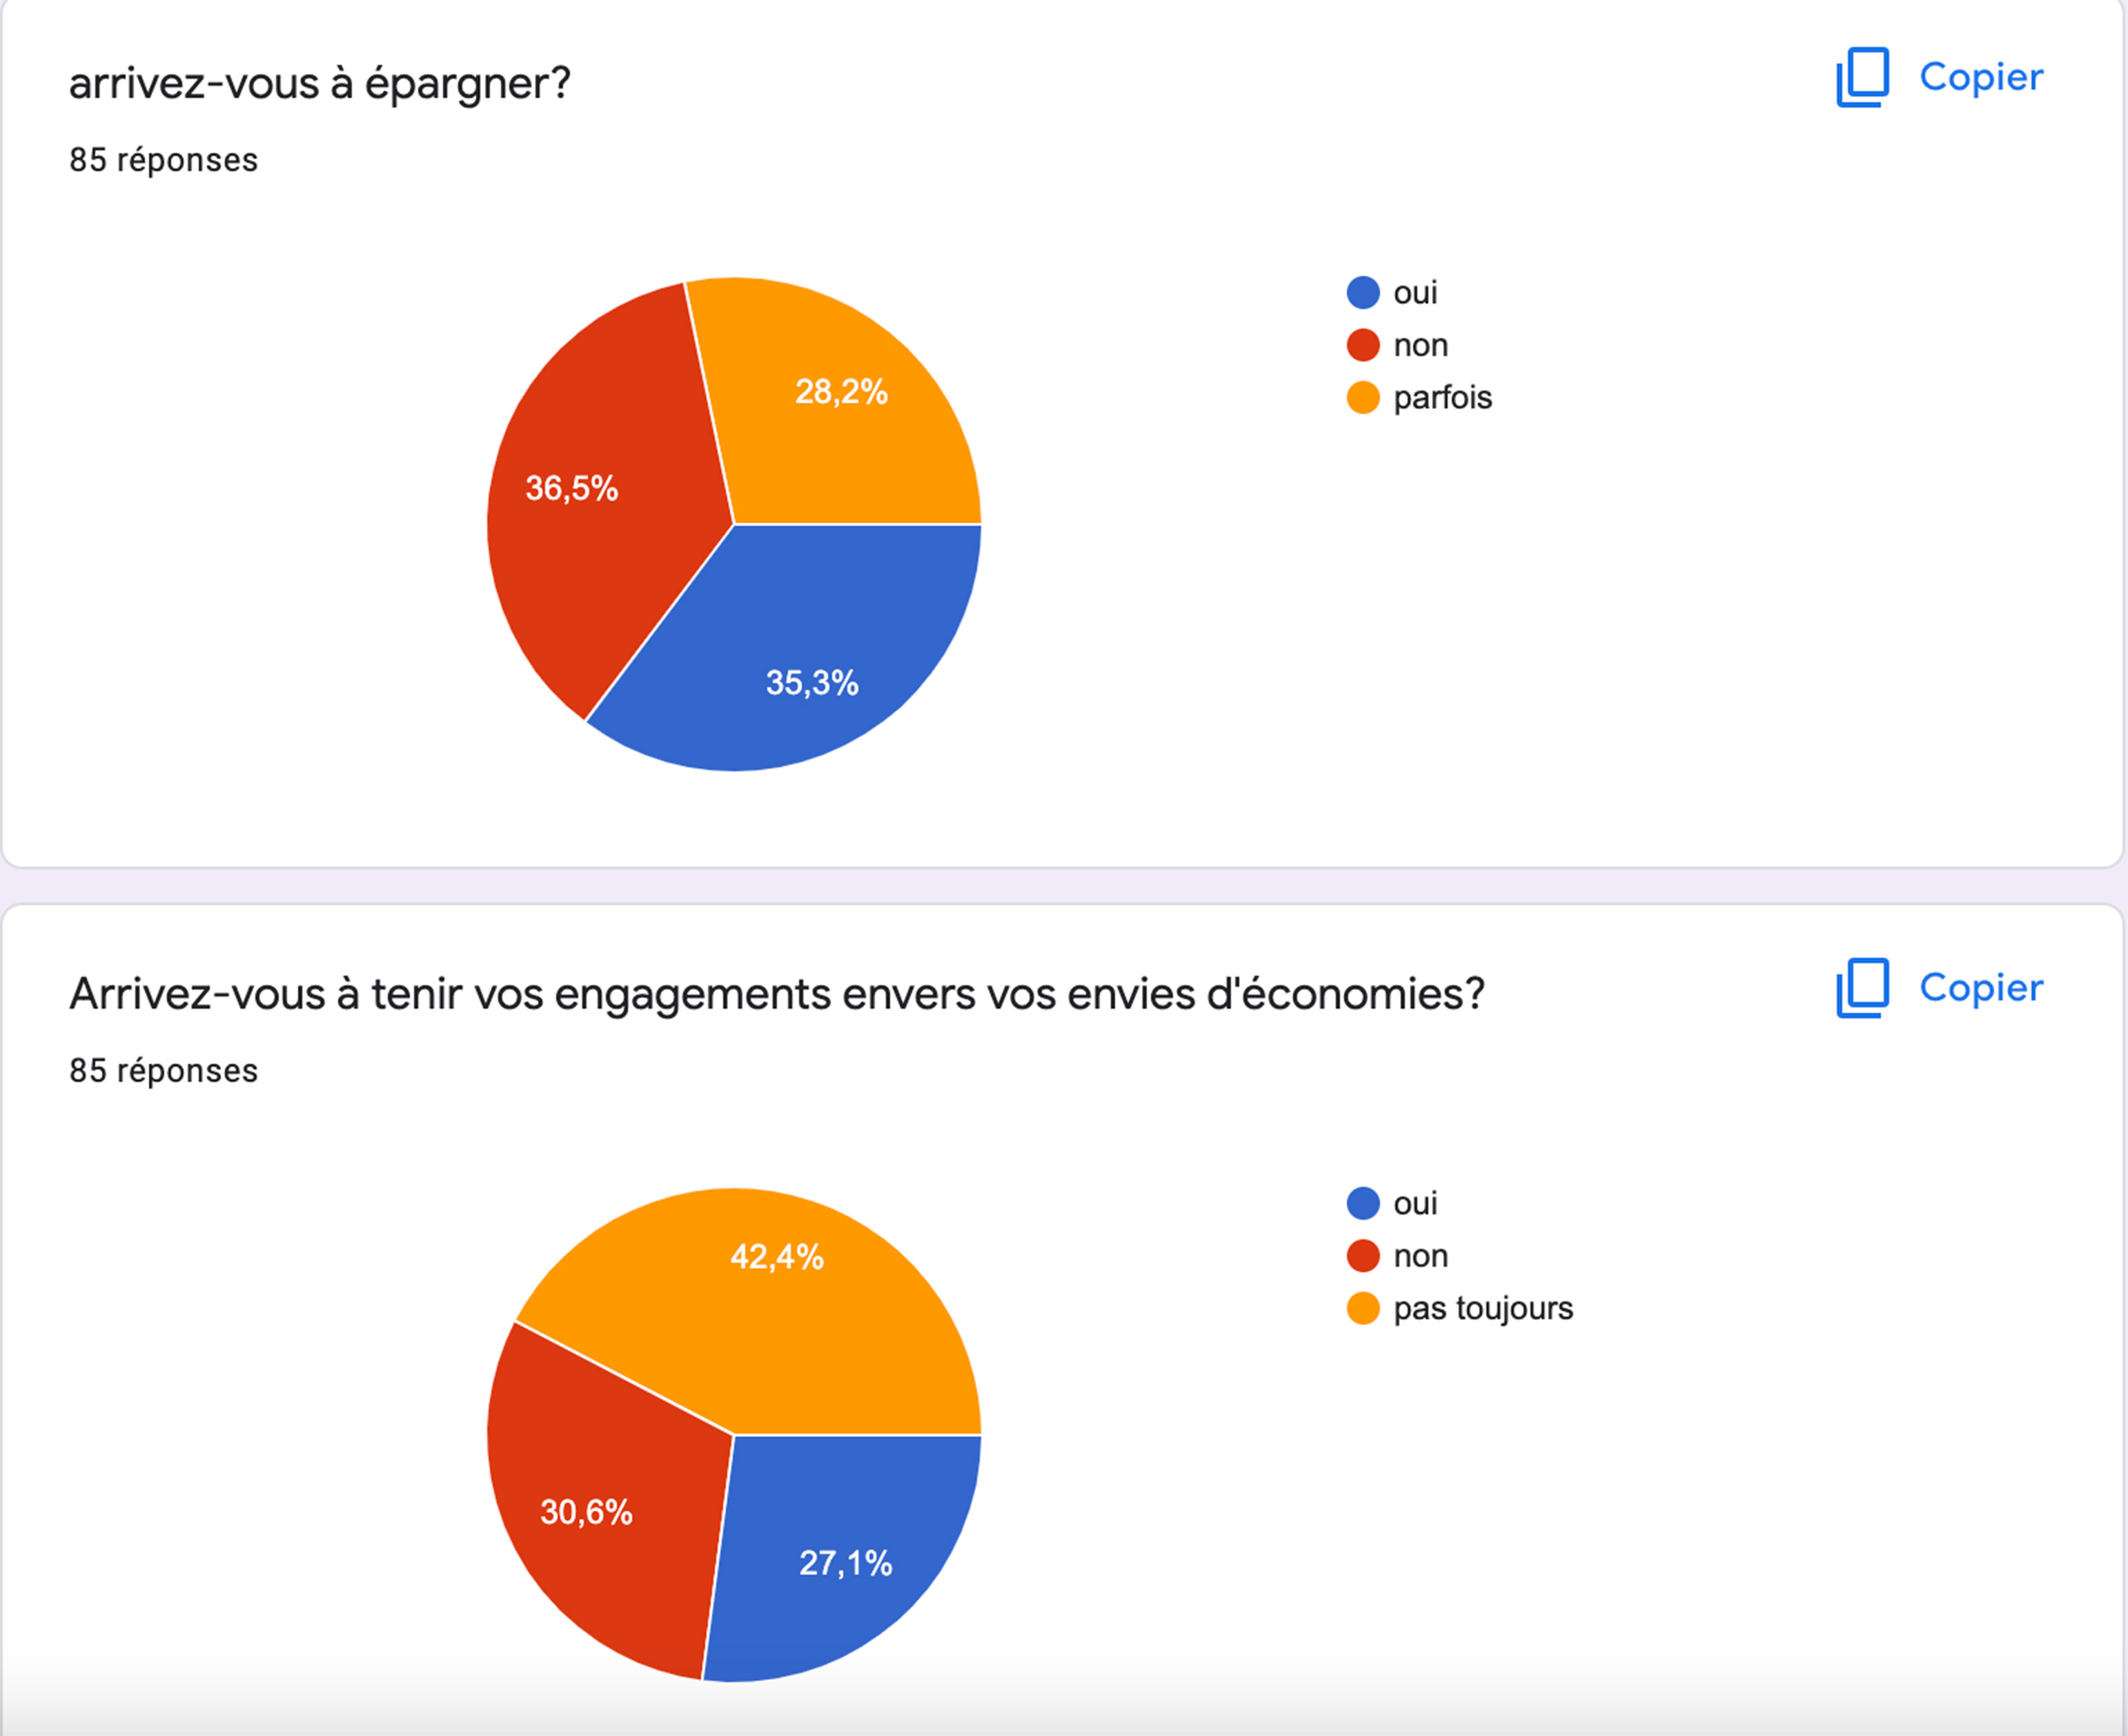 arrivez-vous à épargner?
Copier
85 réponses
oui
non
parfois
28,2%
36,5%
35,3%
Arrivez-vous à tenir vos engagements envers vos envies d'économies?
Copier
85 réponses
oui
non
pas toujours
42,4%
30,6%
27,1%